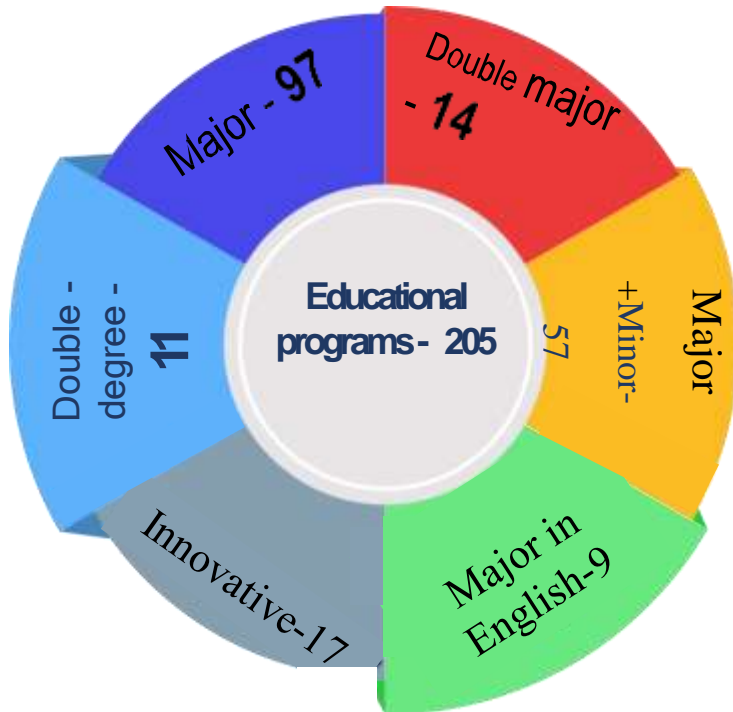 Educational
programs - 205
Major - 97
Double major
- 14
Major
+Minor-
57
Major in
English-9
Innovative-17
Double -
degree -
11